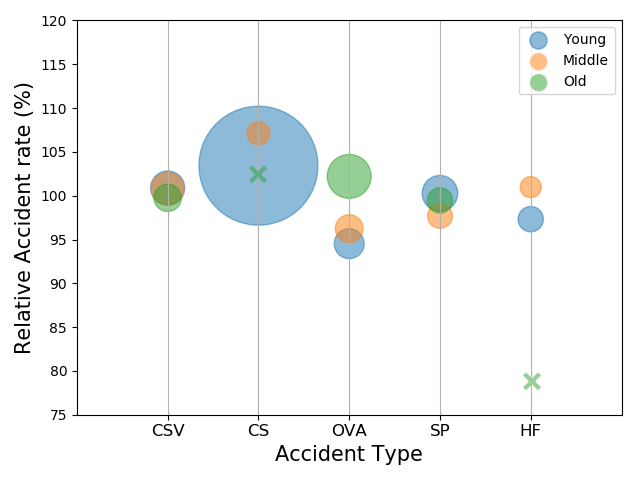 120
115
110
105
100
95
90
85
80
75
Relative Accident rate (%)
Young
Middle
Old
CSV CS OVA SP HF
Accident Type